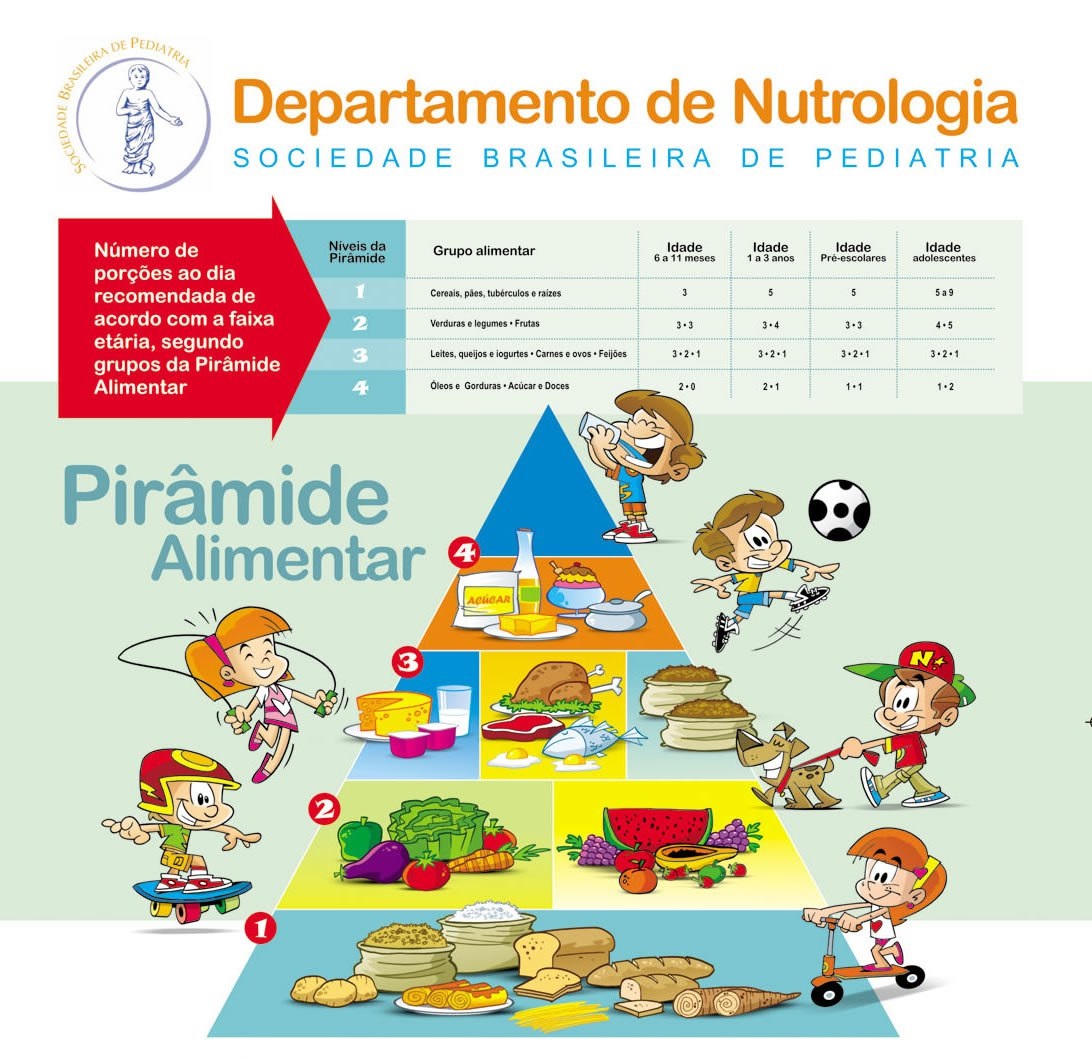 SOCIEDADE BRASILEIRA DE PEDIATRIA
Departamento de Nutrologia
SOCIEDADE BRASILEIRA DE PEDIATRIA
Número de
porções ao dia
recomendada de
acordo com a faixa
etária, segundo
grupos da Pirâmide
Alimentar
Níveis da
Pirâmide
Grupo alimentar
Idade
6 a 11 meses
Idade
1 a 3 anos
Idade
Pré-escolares
Idade
adolescentes
1 Cereais, pães, tubérculos e raízes 3 5 5 5 a 9
2 Verduras e legumes • Frutas 3 • 3 3 • 4 3 • 3 4 • 5
3 Leites, queijos e iogurtes • Carnes e ovos • Feijões 3 • 2 • 1 3 • 2 • 1 3 • 2 • 1 3 • 2 • 1
4 Óleos e Gorduras • Acúcar e Doces 2 • 0 2 • 1 1 • 1 1 • 2
Pirâmide
Alimentar
5
4
AÇÚCAR
3
N
2
1